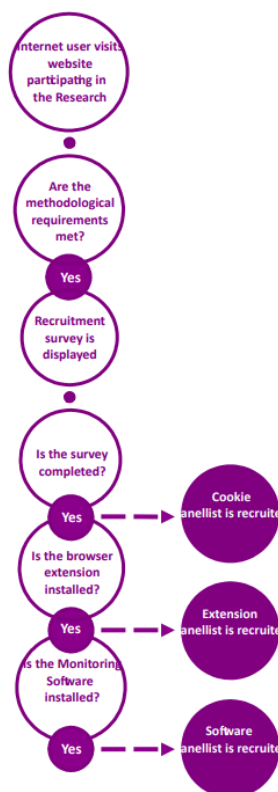 Internet user visits
website
participating in
the Research
Are the
methodological
requirements
met?
Yes
Recruitment
survey is
displayed
Is the survey
completed?
Yes
Cookie
anellist is recruite
Is the browser
extension
installed?
Yes
Extension
anellist is recruite
Is the Monitoring
Software
installed?
Yes
Software
anellist is recruite